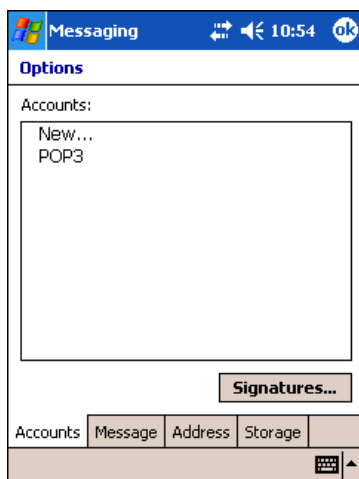 Messaging 10:54 ok
Options
Accounts:
New...
POP3
Signatures...
Accounts Message Address Storage